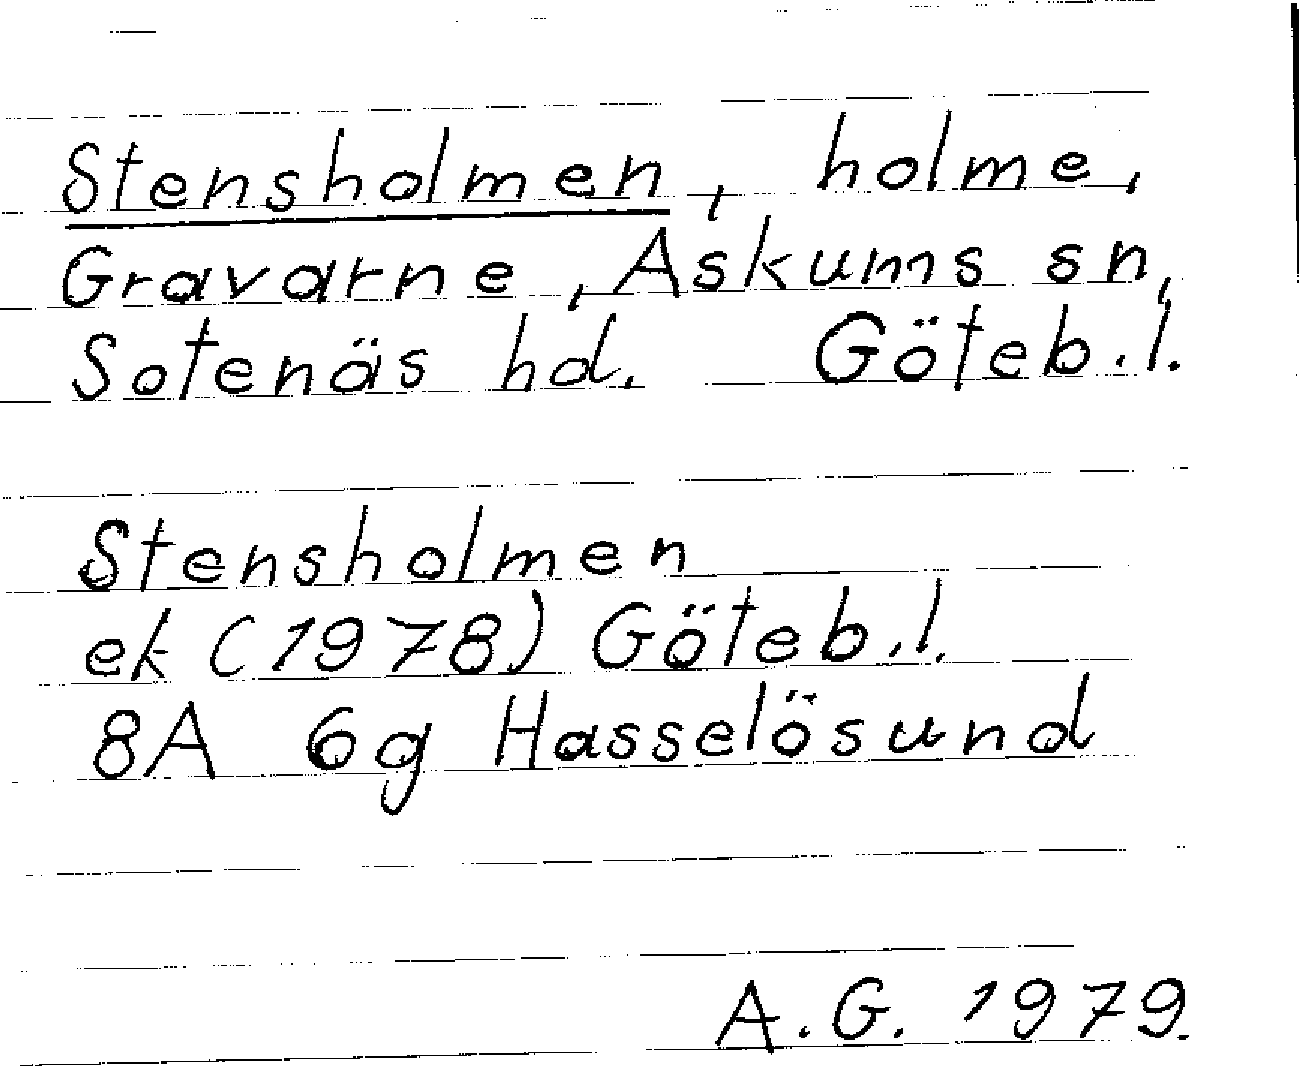 Stensholmen, holme,
Gravarne, Askums sn,
Sotenäs hd. Göteb.l.
Stensholmen
ek (1978) Göteb.l.
8A 6g Hasselösund
A.G. 1979.